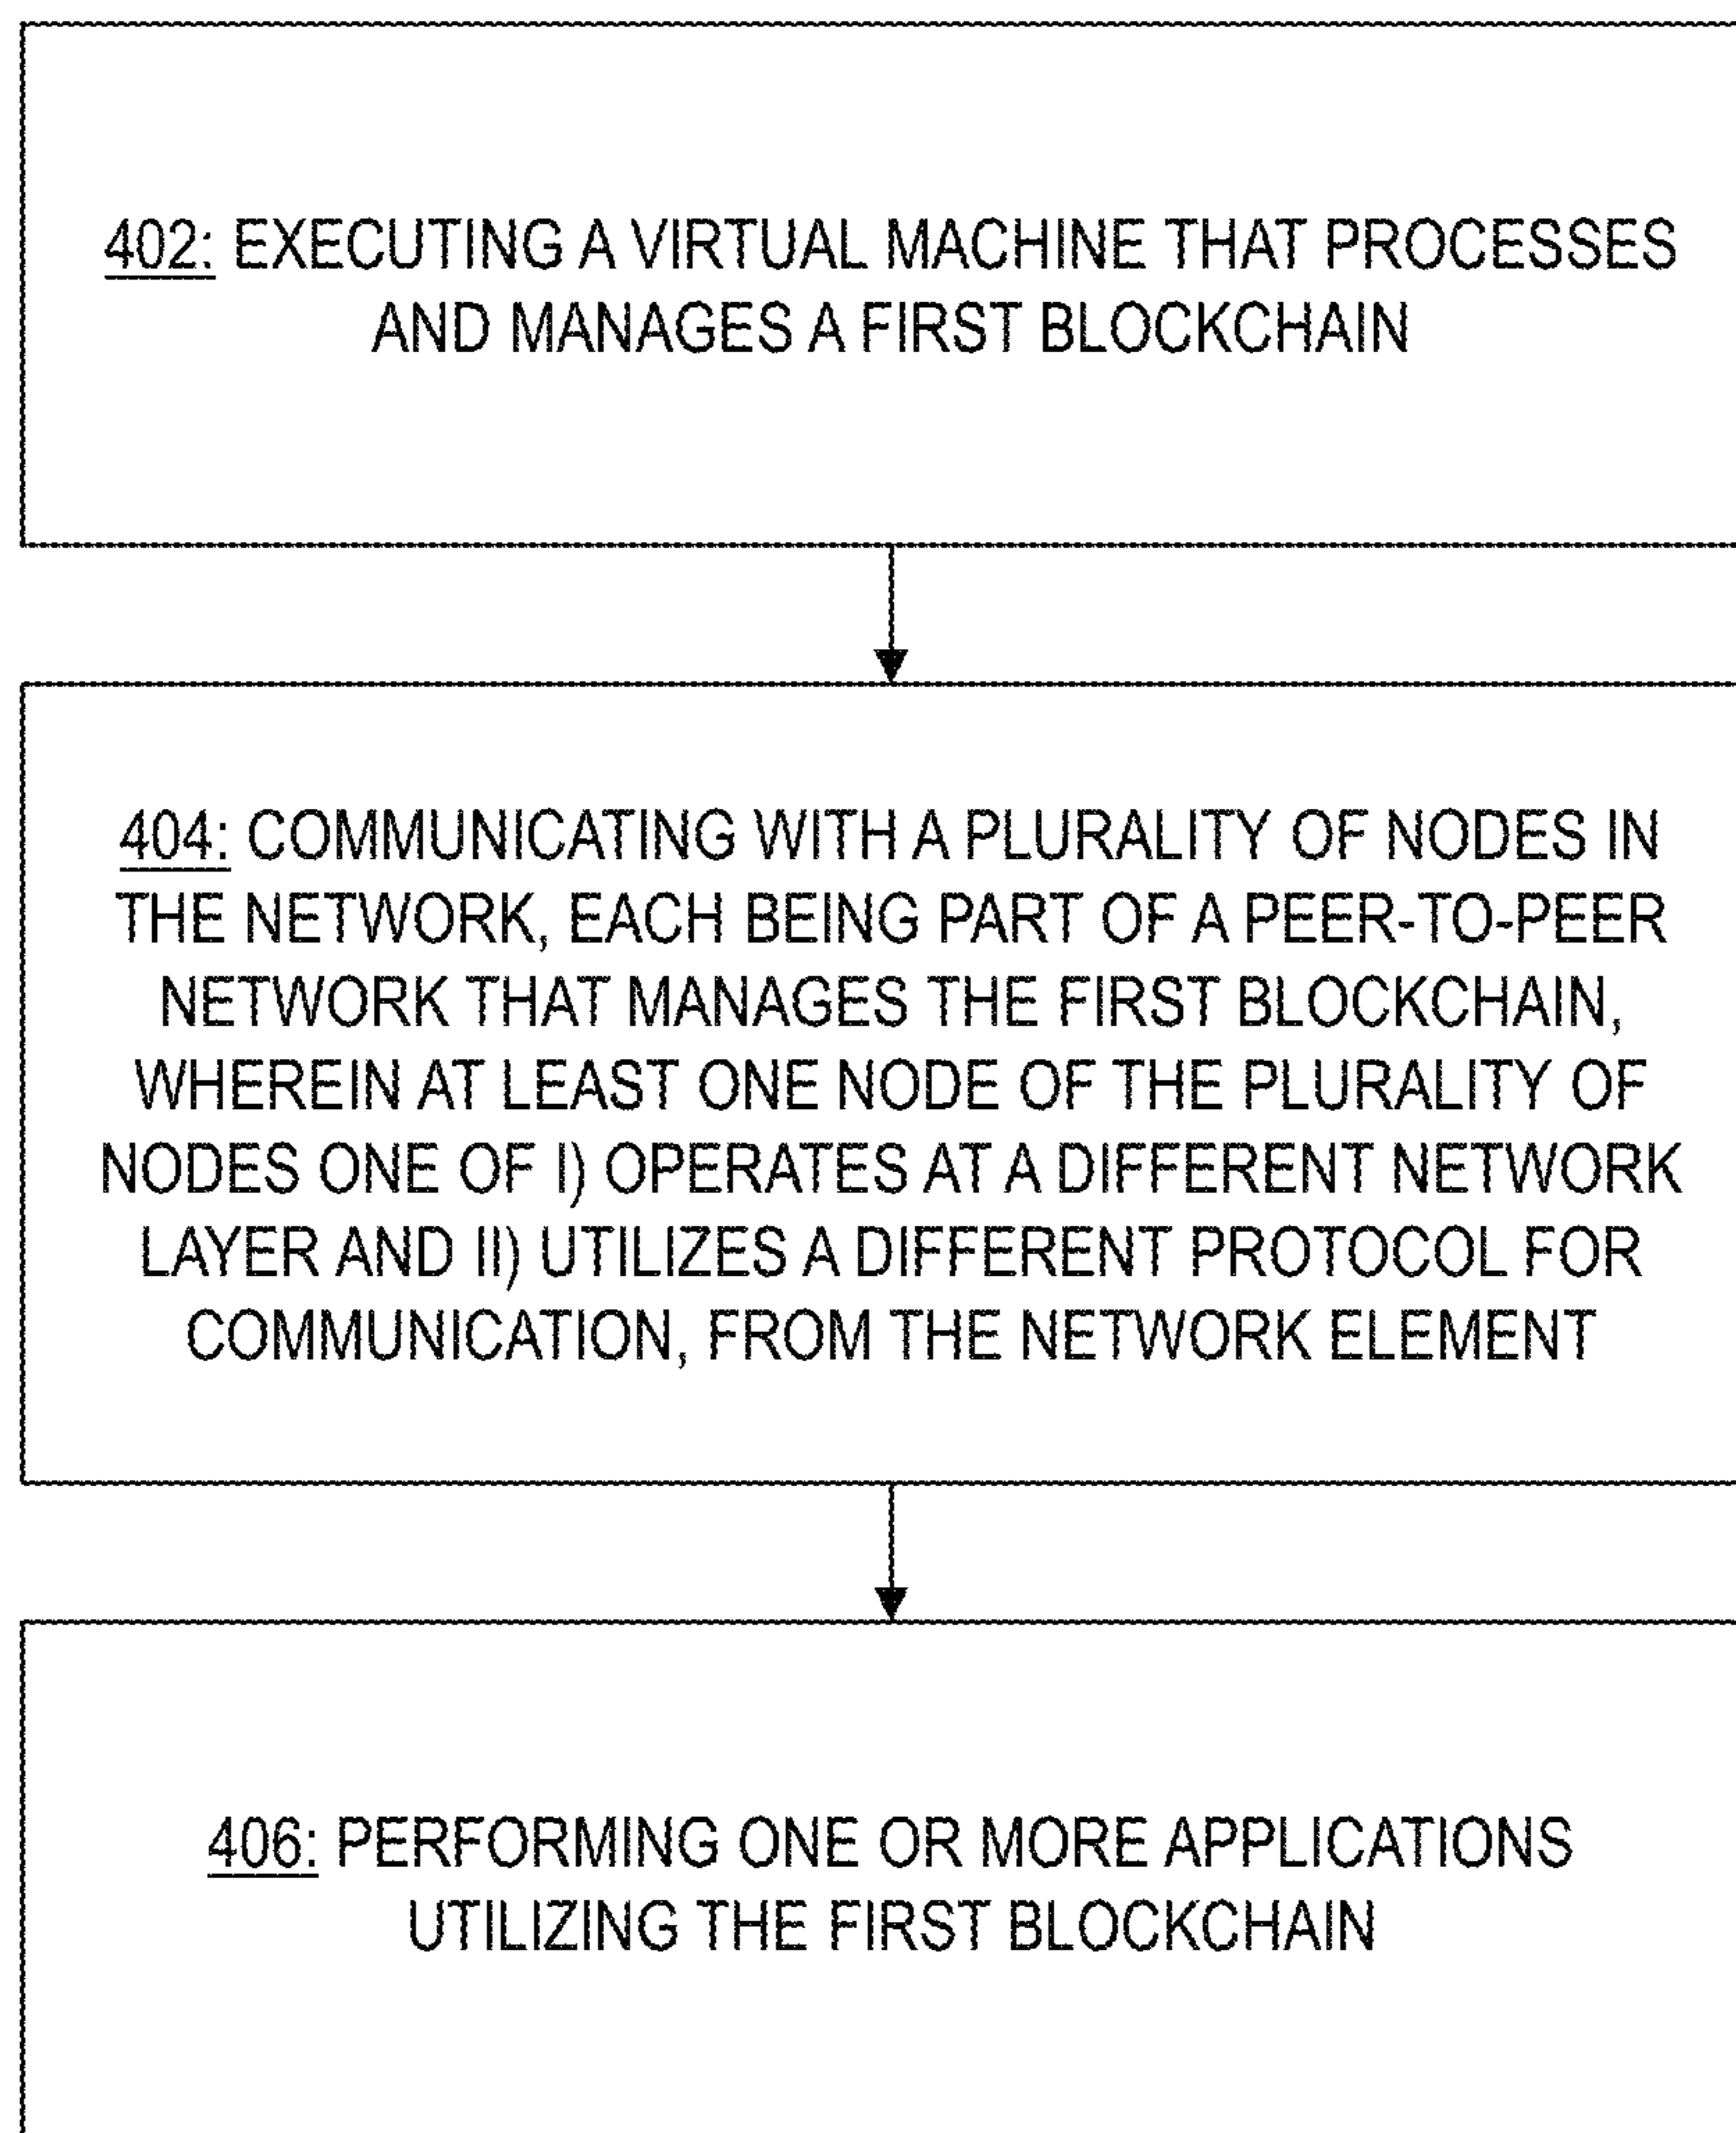 402: EXECUTING A VIRTUAL MACHINE THAT PROCESSES
AND MANAGES A FIRST BLOCKCHAIN
404: COMMUNICATING WITH A PLURALITY OF NODES IN
THE NETWORK, EACH BEING PART OF A PEER-TO-PEER
NETWORK THAT MANAGES THE FIRST BLOCKCHAIN,
WHEREIN AT LEAST ONE NODE OF THE PLURALITY OF
NODES ONE OF I) OPERATES AT A DIFFERENT NETWORK
LAYER AND II) UTILIZES A DIFFERENT PROTOCOL FOR
COMMUNICATION, FROM THE NETWORK ELEMENT
406: PERFORMING ONE OR MORE APPLICATIONS
UTILIZING THE FIRST BLOCKCHAIN